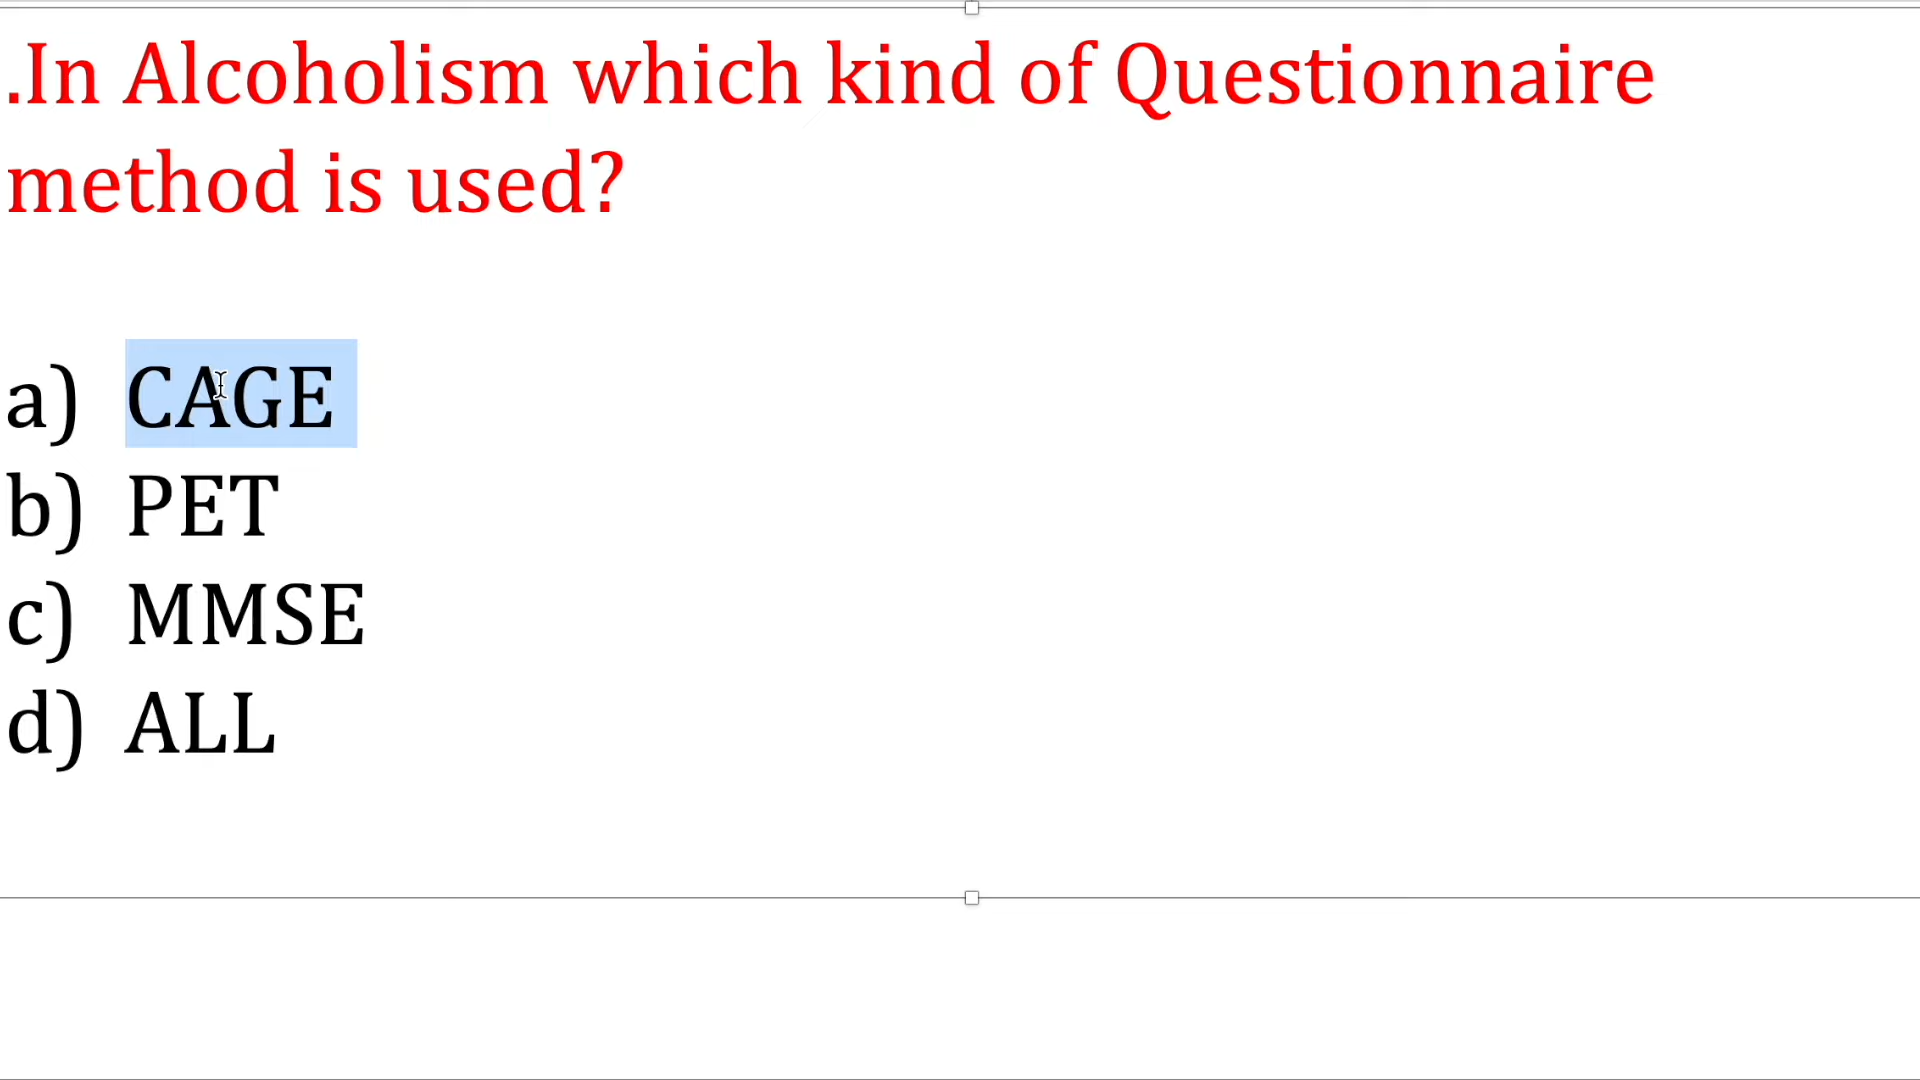 .In Alcoholism which kind of Questionnaire
method is used?
a) CAGE
b) PET
c) MMSE
d) ALL